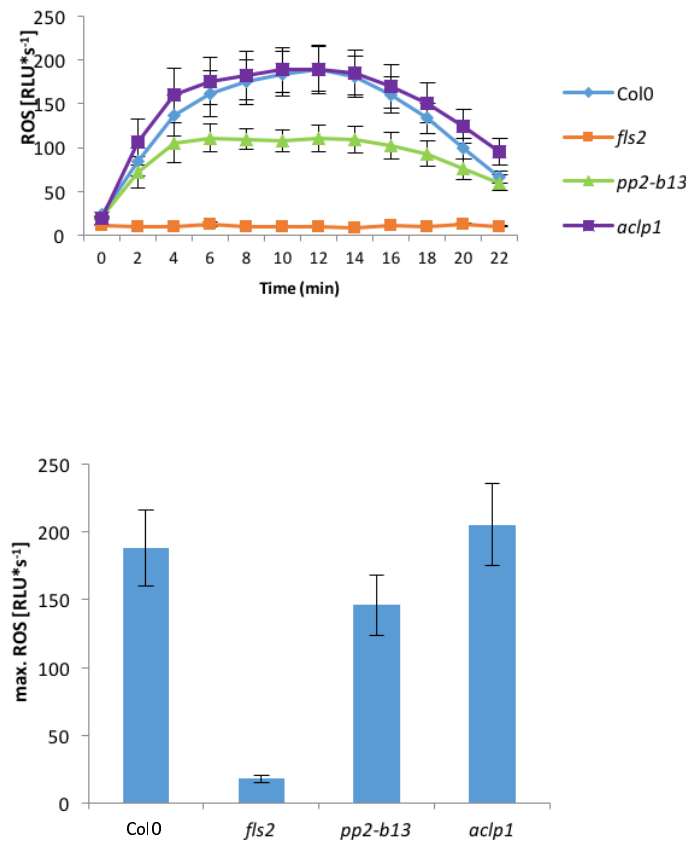 ROS [RLU*s-1]
250
200
150
100
50
0
0 2 4 6 8 10 12 14 16 18 20 22
Time (min)
Col0
fls2
pp2-b13
aclp1
max. ROS [RLU*s-1]
250
200
150
100
50
0
Col0 fls2 pp2-b13 aclp1